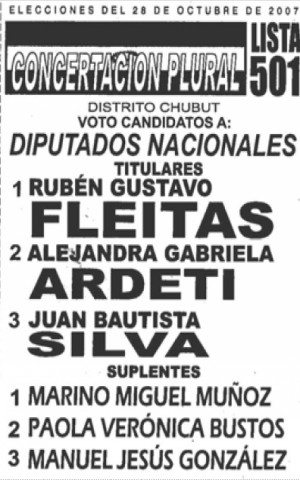 ELECCIONES DEL 28 DE OCTUBRE DE 2007
CONCERTACION PLURAL
LISTA
501
DISTRITO CHUBUT
VOTO CANDIDATOS A:
DIPUTADOS NACIONALES
TITULARES
1 RUBÉN GUSTAVO
FLEITAS
2 ALEJANDRA GABRIELA
ARDETI
3 JUAN BAUTISTA
SILVA
SUPLENTES
1 MARINO MIGUEL MUÑOZ
2 PAOLA VERÓNICA BUSTOS
3 MANUEL JESÚS GONZÁLEZ